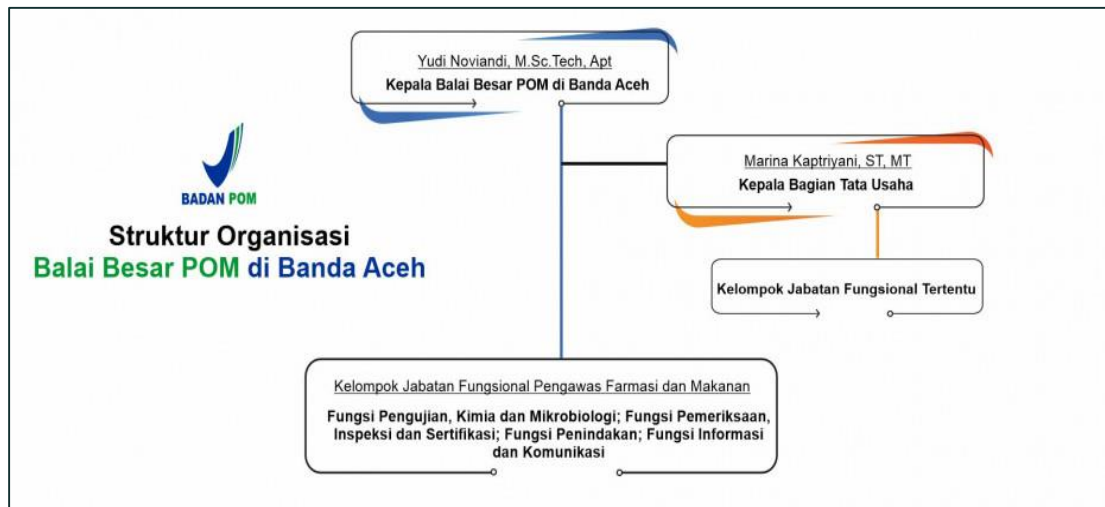 Yudi Noviandi, M.Sc.Tech, Apt
Kepala Balai Besar POM di Banda Aceh
BADAN POM
Struktur Organisasi
Balai Besar POM di Banda Aceh
Marina Kaptriyani, ST, MT
Kepala Bagian Tata Usaha
Kelompok Jabatan Fungsional Tertentu
Kelompok Jabatan Fungsional Pengawas Farmasi dan Makanan
Fungsi Pengujian, Kimia dan Mikrobiologi; Fungsi Pemeriksaan,
Inspeksi dan Sertifikasi; Fungsi Penindakan; Fungsi Informasi
dan Komunikasi